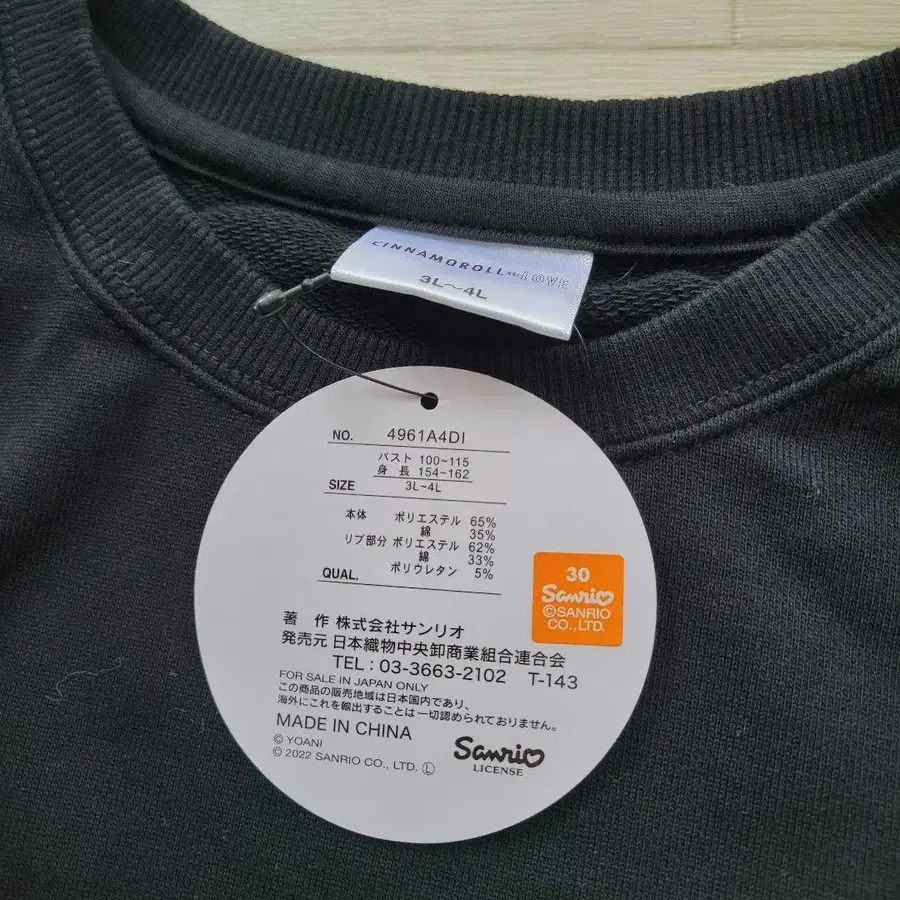 CINNAMOROLL LOVE
3L～4L
NO. 4961A4DI
バスト 100~115
身 長 154~162
SIZE 3L~4L
本体 ポリエステル 65%
綿 35%
リブ部分 ポリエステル 62%
綿 33%
QUAL. ポリウレタン 5%
30
Sanrio
©SANRIO
CO.,LTD.
著 作 株式会社サンリオ
発売元 日本織物中央卸商業組合連合会
TEL : 03-3663-2102 T-143
FOR SALE IN JAPAN ONLY
この商品の販売地域は日本国内であり、
海外にこれを輸出することは一切認められておりません。
MADE IN CHINA
© YOANI
© 2022 SANRIO CO., LTD. Ⓛ
Sanrio
LICENSE